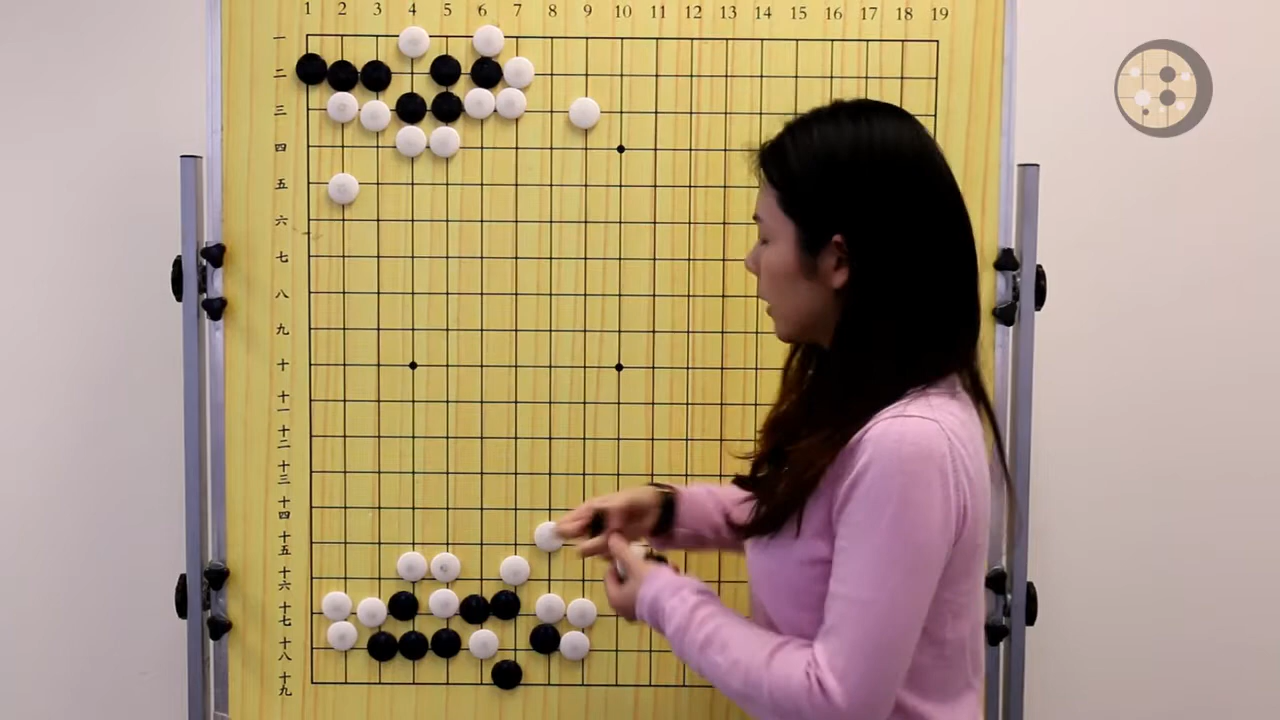 1 2 3 4 5 6 7 8 9 10 11 12 13 14 15 16 17 18 19
一
二
三
四
五
六
七
八
九
十
十一
十二
十三
十四
十五
十六
十七
十八
十九